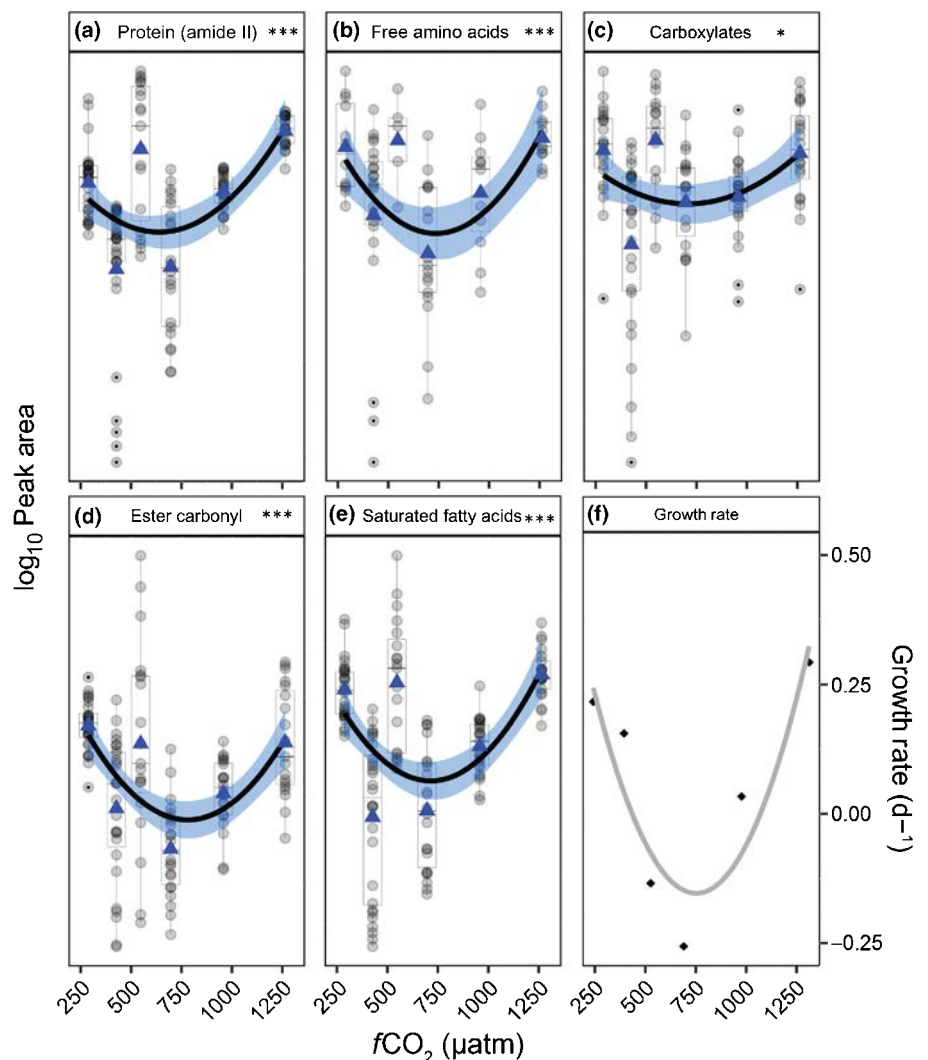 (a) Protein (amide II) ***
(b) Free amino acids ***
(c) Carboxylates *
log10 Peak area
(d) Ester carbonyl ***
(e) Saturated fatty acids ***
(f) Growth rate
0.50
0.25
0.00
−0.25
Growth rate (d−1)
250 500 750 1000 1250
250 500 750 1000 1250
250 500 750 1000 1250
fCO2 (µatm)